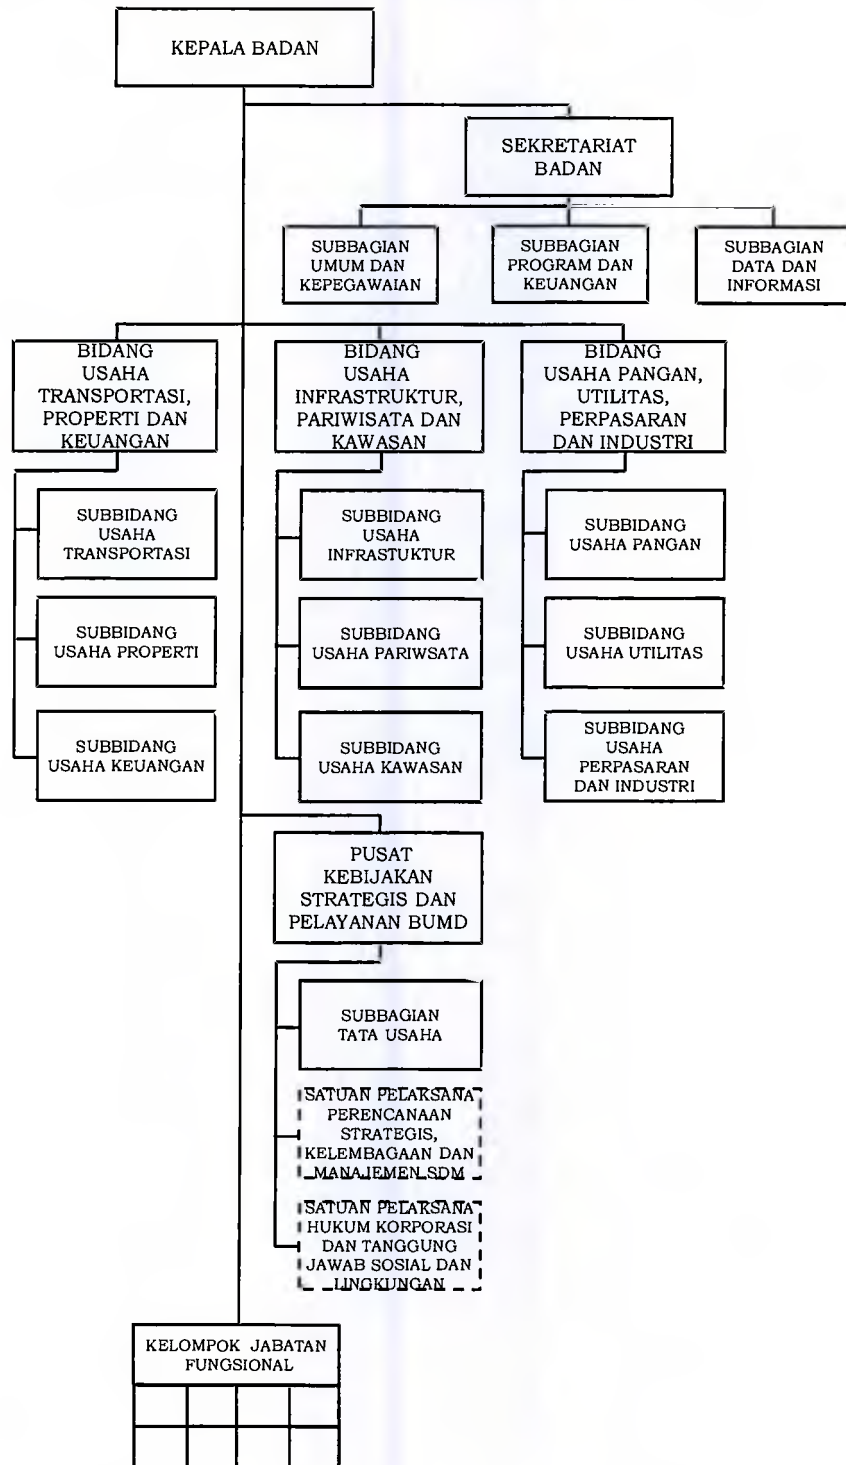 KEPALA BADAN
SEKRETARIAT
BADAN
SUBBAGIAN
UMUM DAN
KEPEGAWAIAN
SUBBAGIAN
PROGRAM DAN
KEUANGAN
SUBBAGIAN
DATA DAN
INFORMASI
BIDANG
USAHA
TRANSPORTASI,
PROPERTI DAN
KEUANGAN
SUBBIDANG
USAHA
TRANSPORTASI
SUBBIDANG
USAHA PROPERTI
SUBBIDANG
USAHA KEUANGAN
BIDANG
USAHA
INFRASTRUKTUR,
PARIWISATA DAN
KAWASAN
SUBBIDANG
USAHA
INFRASTUKTUR
SUBBIDANG
USAHA PARIWSATA
SUBBIDANG
USAHA KAWASAN
BIDANG
USAHA PANGAN,
UTILITAS,
PERPASARAN
DAN INDUSTRI
SUBBIDANG
USAHA PANGAN
SUBBIDANG
USAHA UTILITAS
SUBBIDANG
USAHA
PERPASARAN
DAN INDUSTRI
PUSAT
KEBIJAKAN
STRATEGIS DAN
PELAYANAN BUMD
SUBBAGIAN
TATA USAHA
SATUAN PELAKSANA
PERENCANAAN
STRATEGIS,
KELEMBAGAAN DAN
MANAJEMEN SDM
SATUAN PELAKSANA
HUKUM KORPORASI
DAN TANGGUNG
JAWAB SOSIAL DAN
LINGKUNGAN
KELOMPOK JABATAN
FUNGSIONAL